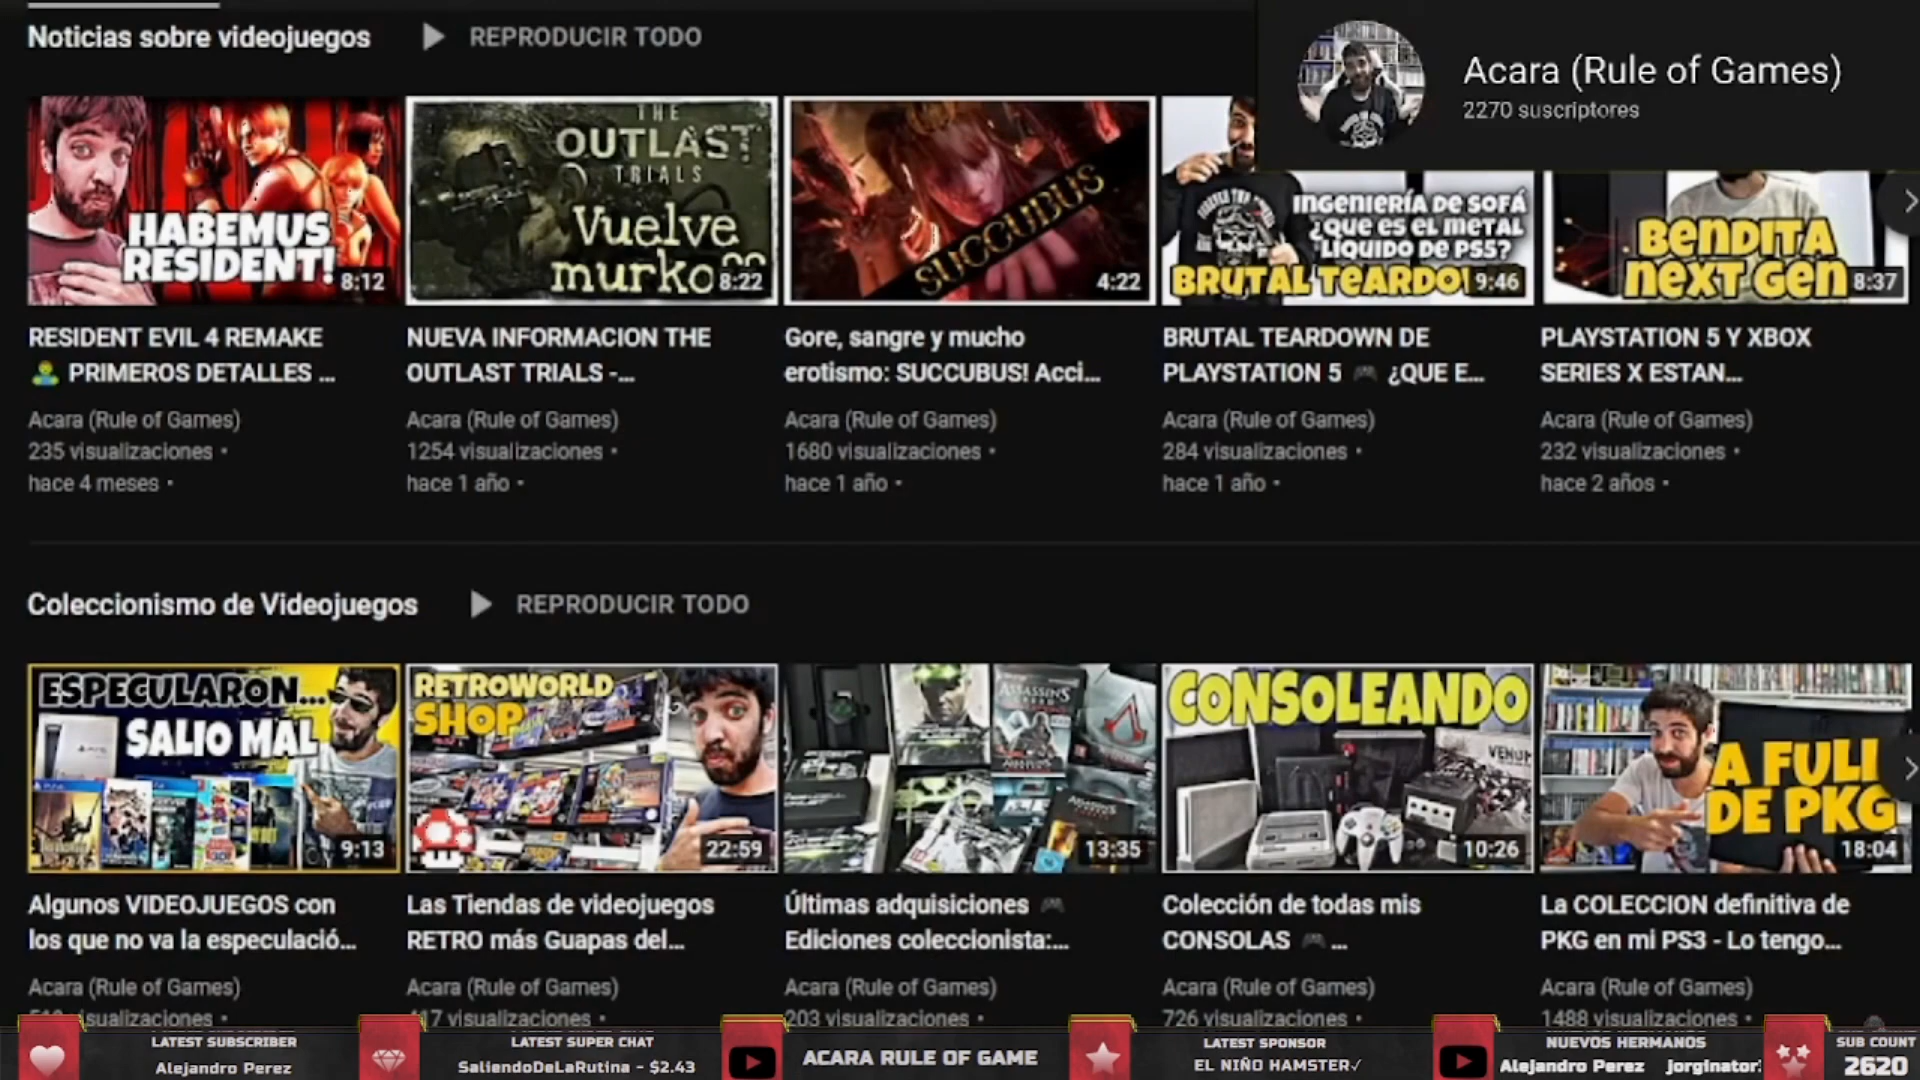 Noticias sobre videojuegos
REPRODUCIR TODO
Acara (Rule of Games)
2270 suscriptores
HABEMUS
RESIDENT!
8:12
THE
OUTLAST
TRIALS
Vuelve
murko
8:22
SUCCUBUS
4:22
INGENIERÍA DE SOFÁ
¿QUE ES EL METAL
LIQUIDO DE PS5?
BRUTAL TEARDO
9:46
BENDITA
NEXT GEN
8:37
RESIDENT EVIL 4 REMAKE
PRIMEROS DETALLES ...
NUEVA INFORMACION THE
OUTLAST TRIALS -...
Gore, sangre y mucho
erotismo: SUCCUBUS! Acci...
BRUTAL TEARDOWN DE
PLAYSTATION 5 🎮 ¿QUE E...
PLAYSTATION 5 Y XBOX
SERIES X ESTAN...
Acara (Rule of Games)
235 visualizaciones •
hace 4 meses •
Acara (Rule of Games)
1254 visualizaciones •
hace 1 año •
Acara (Rule of Games)
1680 visualizaciones •
hace 1 año •
Acara (Rule of Games)
284 visualizaciones •
hace 1 año •
Acara (Rule of Games)
232 visualizaciones •
hace 2 años •
Coleccionismo de Videojuegos
REPRODUCIR TODO
ESPECULARON...
SALIO MAL
9:13
RETROWORLD
SHOP
22:59
ASSASSIN'S
13:35
CONSOLEANDO
VENUM
10:26
A FULI
DE PKG
18:04
Algunos VIDEOJUEGOS con
los que no va la especulació...
Las Tiendas de videojuegos
RETRO más Guapas del...
Últimas adquisiciones 🎮
Ediciones coleccionista:...
Colección de todas mis
CONSOLAS 🎮 ...
La COLECCION definitiva de
PKG en mi PS3 - Lo tengo...
Acara (Rule of Games)
visualizaciones •
Acara (Rule of Games)
visualizaciones •
Acara (Rule of Games)
203 visualizaciones •
Acara (Rule of Games)
726 visualizaciones •
Acara (Rule of Games)
1488 visualizaciones •
LATEST SUBSCRIBER
Alejandro Perez
LATEST SUPER CHAT
SaliendoDeLaRutina - $2.43
ACARA RULE OF GAME
LATEST SPONSOR
EL NIÑO HAMSTER✓
NUEVOS HERMANOS
Alejandro Perez jorginator
SUB COUNT
2620